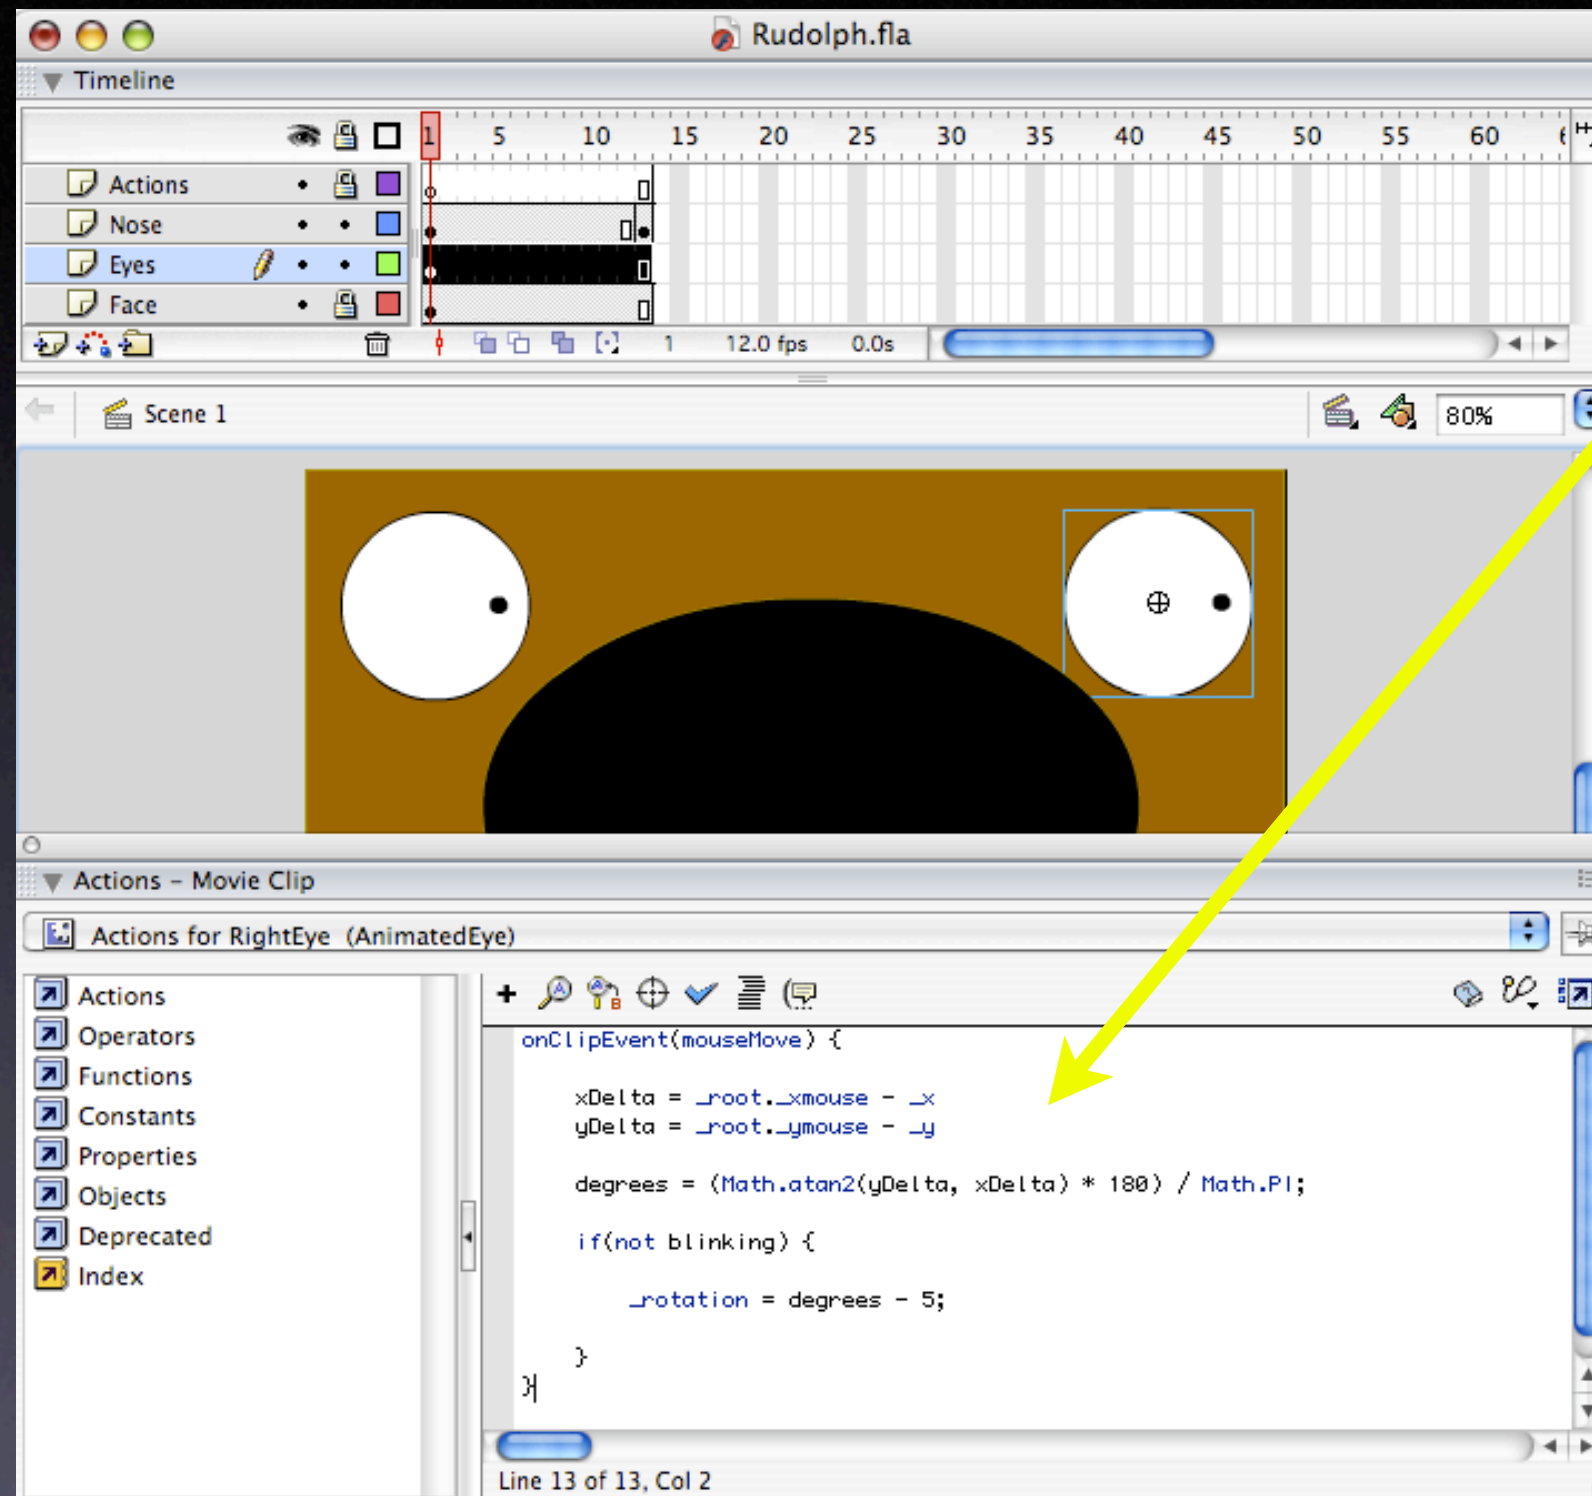 Rudolph.fla
Timeline
1 5 10 15 20 25 30 35 40 45 50 55 60
Actions
Nose
Eyes
Face
1 12.0 fps 0.0s
Scene 1
80%
Actions – Movie Clip
Actions for RightEye (AnimatedEye)
Actions
Operators
Functions
Constants
Properties
Objects
Deprecated
Index
onClipEvent(mouseMove) {
xDelta = _root._xmouse - _x
yDelta = _root._ymouse - _y
degrees = (Math.atan2(yDelta, xDelta) * 180) / Math.PI;
if(not blinking) {
_rotation = degrees - 5;
}
}
Line 13 of 13, Col 2